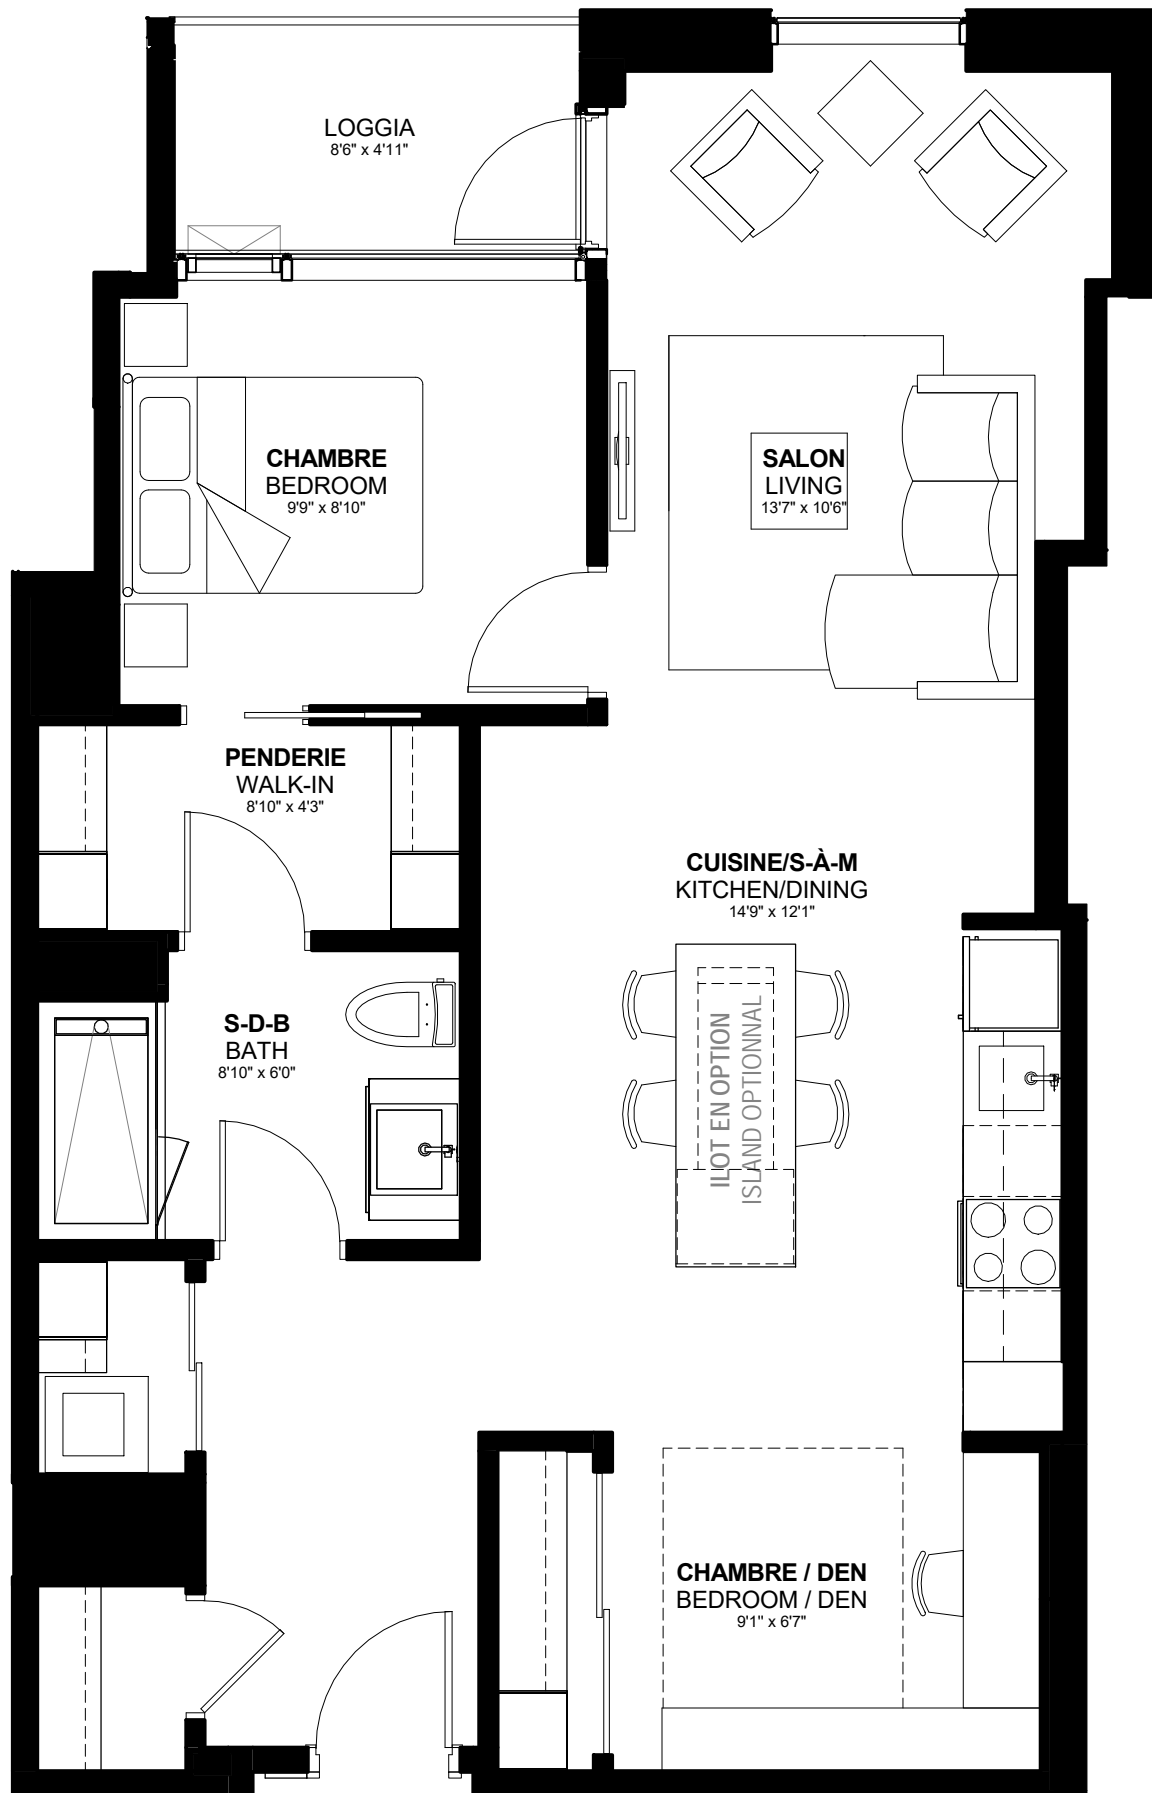 LOGGIA
8'6" x 4'11"
CHAMBRE
BEDROOM
9'9" x 8'10"
SALON
LIVING
13'7" x 10'6"
PENDERIE
WALK-IN
8'10" x 4'3"
CUISINE/S-À-M
KITCHEN/DINING
14'9" x 12'1"
S-D-B
BATH
8'10" x 6'0"
ILOT EN OPTION
ISLAND OPTIONNAL
CHAMBRE / DEN
BEDROOM / DEN
9'1" x 6'7"